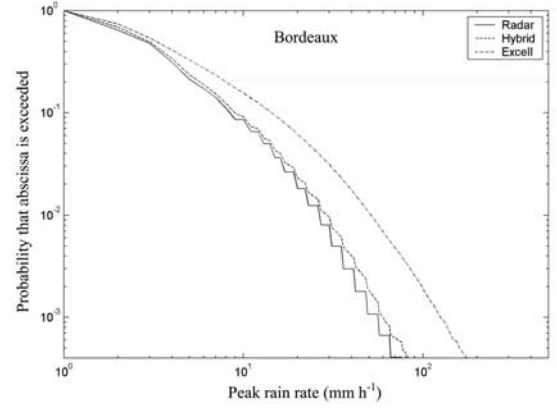 Bordeaux
Radar
Hybrid
Excell
Probability that abscissa is exceeded
10⁰
10⁻¹
10⁻²
10⁻³
10⁰
10¹
10²
Peak rain rate (mm h⁻¹)